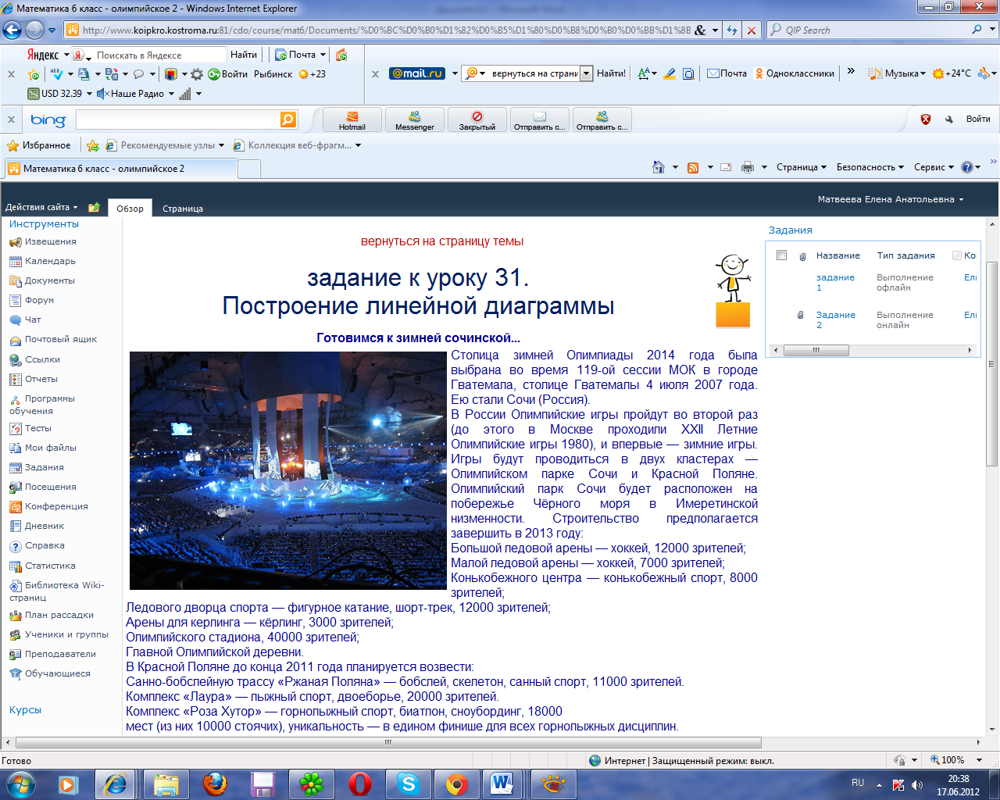 Математика 6 класс - олимпийское 2 - Windows Internet Explorer
http://www.koipkro.kostroma.ru:81/cdo/course/mat6/Documents/%D0%BC%D0%B0%D1%82%D0%B5%D1%80%D0%B8%D0%B0%D0%BB%D1%8B
QIP Search
Яндекс
Поискать в Яндексе
Найти
Почта
Войти
Рыбинск
+23
USD 32.39
Наше Радио
@mail.ru
вернуться на страни
Найти!
Почта
Одноклассники
Музыка
+24°C
bing
Hotmail
Messenger
Закрытый
Отправить с...
Отправить с...
Войти
Избранное
Рекомендуемые узлы
Коллекция веб-фрагм...
Математика 6 класс - олимпийское 2
Страница
Безопасность
Сервис
Действия сайта
Обзор
Страница
Матвеева Елена Анатольевна
Инструменты
Извещения
Календарь
Документы
Форум
Чат
Почтовый ящик
Ссылки
Отчеты
Программы
обучения
Тесты
Мои файлы
Задания
Посещения
Конференция
Дневник
Справка
Статистика
Библиотека Wiki-
страниц
План рассадки
Ученики и группы
Преподаватели
Обучающиеся
Курсы
вернуться на страницу темы
задание к уроку 31.
Построение линейной диаграммы
Готовимся к зимней сочинской...
Столица зимней Олимпиады 2014 года была
выбрана во время 119-ой сессии МОК в городе
Гватемала, столице Гватемалы 4 июля 2007 года.
Ею стали Сочи (Россия).
В России Олимпийские игры пройдут во второй раз
(до этого в Москве проходили XXII Летние
Олимпийские игры 1980), и впервые — зимние игры.
Игры будут проводиться в двух кластерах —
Олимпийском парке Сочи и Красной Поляне.
Олимпийский парк Сочи будет расположен на
побережье Чёрного моря в Имеретинской
низменности. Строительство предполагается
завершить в 2013 году:
Большой ледовой арены — хоккей, 12000 зрителей;
Малой ледовой арены — хоккей, 7000 зрителей;
Конькобежного центра — конькобежный спорт, 8000
зрителей;
Ледового дворца спорта — фигурное катание, шорт-трек, 12000 зрителей;
Арены для керлинга — кёрлинг, 3000 зрителей;
Олимпийского стадиона, 40000 зрителей;
Главной Олимпийской деревни.
В Красной Поляне до конца 2011 года планируется возвести:
Санно-бобслейную трассу «Ржаная Поляна» — бобслей, скелетон, санный спорт, 11000 зрителей.
Комплекс «Лаура» — лыжный спорт, двоеборье, 20000 зрителей.
Комплекс «Роза Хутор» — горнолыжный спорт, биатлон, сноубординг, 18000
мест (из них 10000 стоячих), уникальность — в едином финише для всех горнолыжных дисциплин.
Задания
Название
Тип задания
Ко
задание
1
Выполнение
офлайн
Ел
Задание
2
Выполнение
онлайн
Ел
Готово
Интернет | Защищенный режим: выкл.
100%
RU
20:38
17.06.2012